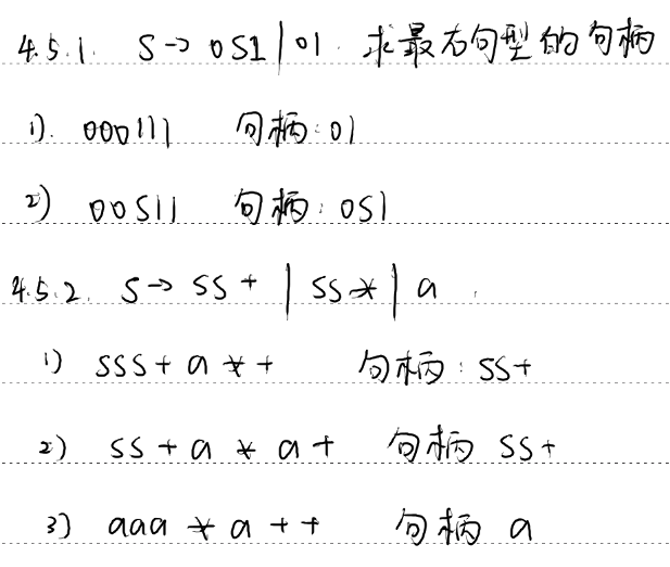 4.5.1. S→0S1|01. 求最右句型的句柄
1). 000111 句柄:01
2) 00S11 句柄:0S1
4.5.2. S→SS+|SS*|a.
1) SSS+a*+ 句柄:SS+
2) SS+a*a+ 句柄 SS+
3) aaa*a++ 句柄 a